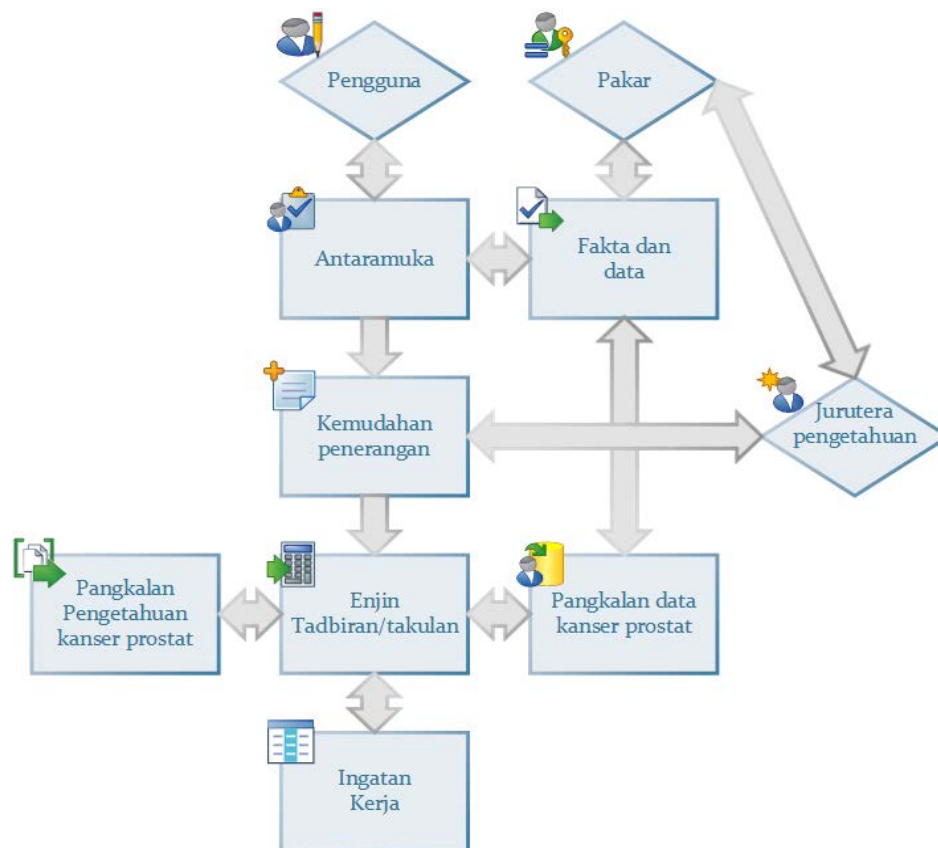 Pengguna
Pakar
Antaramuka
Fakta dan
data
Kemudahan
penerangan
Jurutera
pengetahuan
Pangkalan
Pengetahuan
kanser prostat
Enjin
Tadbiran/takulan
Pangkalan data
kanser prostat
Ingatan
Kerja